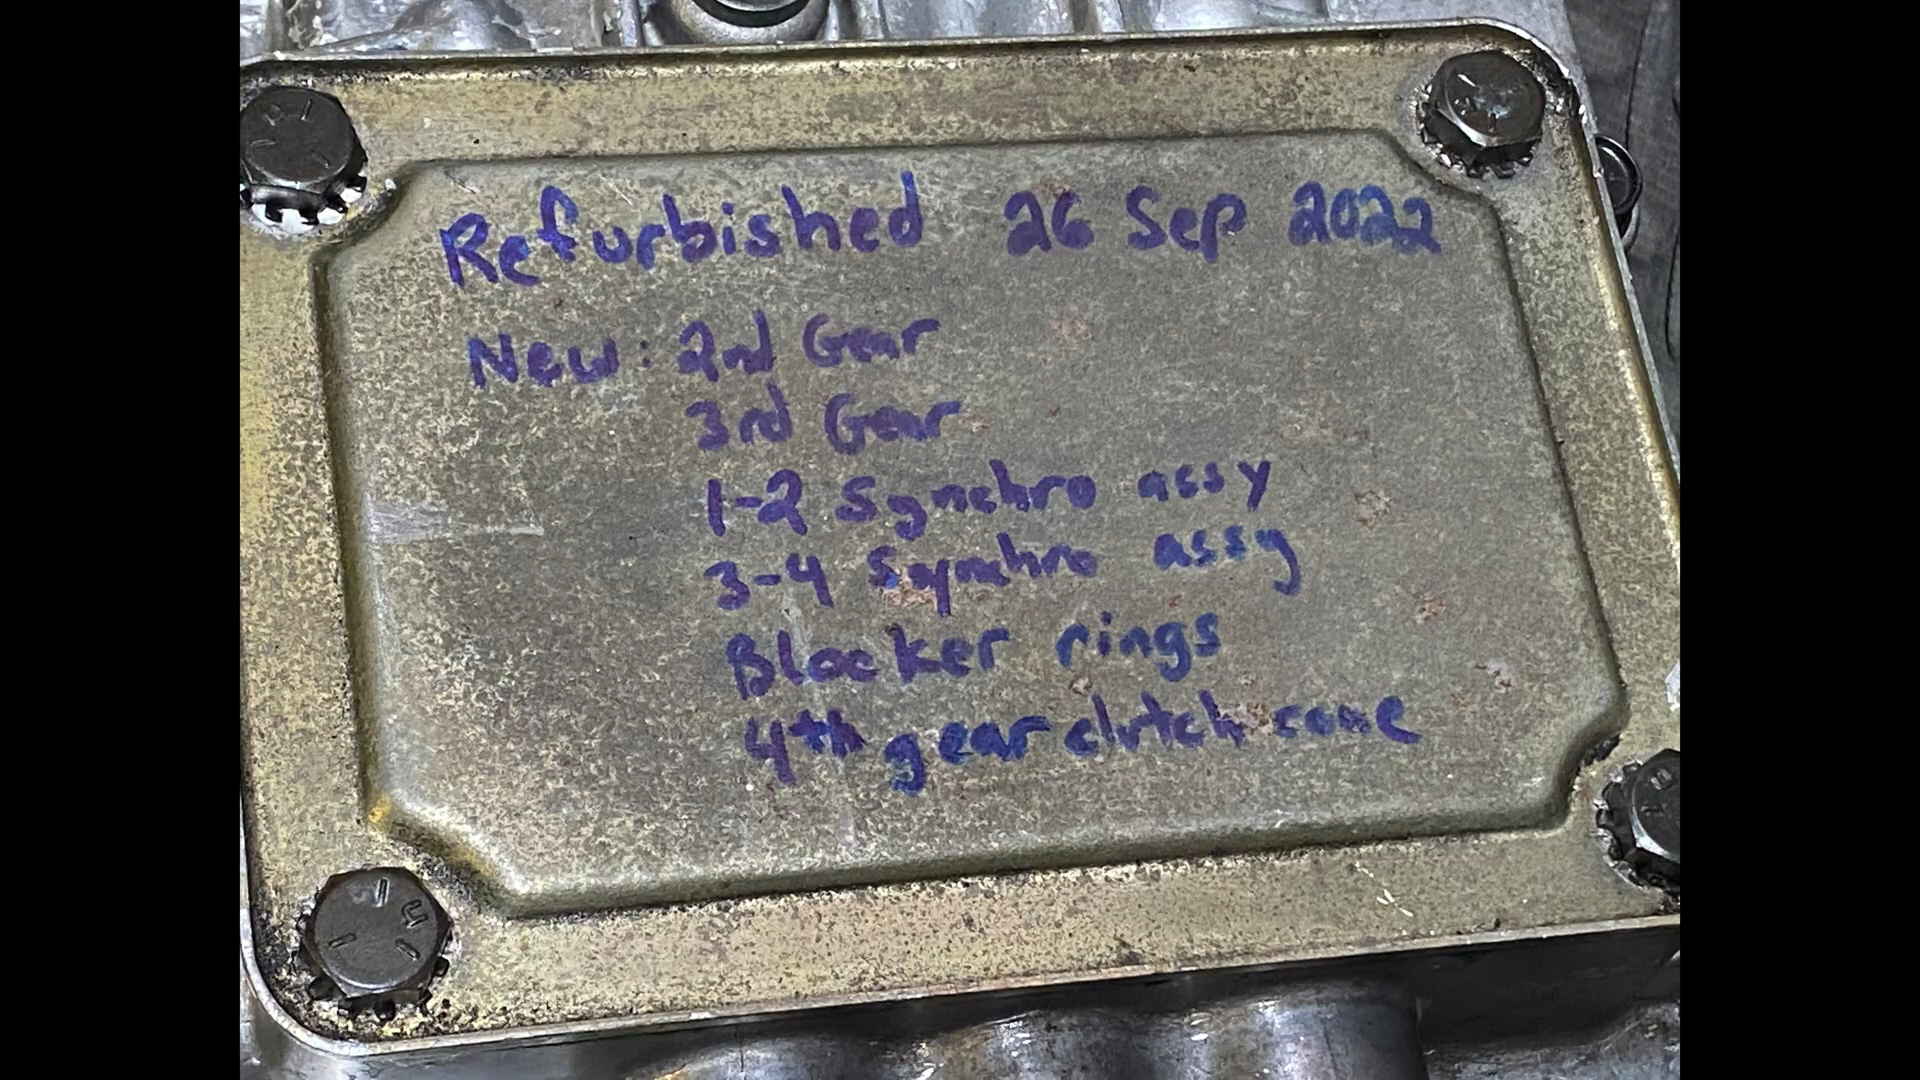 Refurbished 26 Sep 2022
New: 2nd Gear
3rd Gear
1-2 Synchro assy
3-4 Synchro assy
Blocker rings
4th gear clutch cone